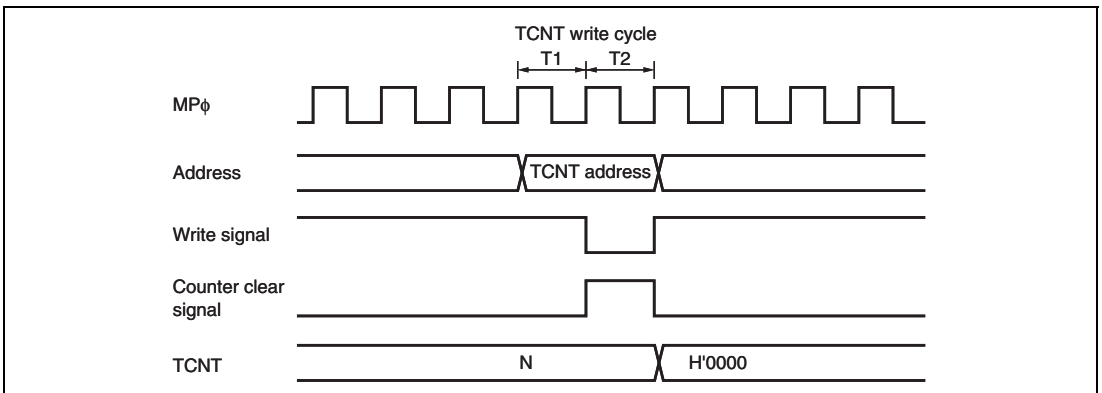 TCNT write cycle
T1 T2
MPϕ
Address
TCNT address
Write signal
Counter clear
signal
TCNT
N
H'0000